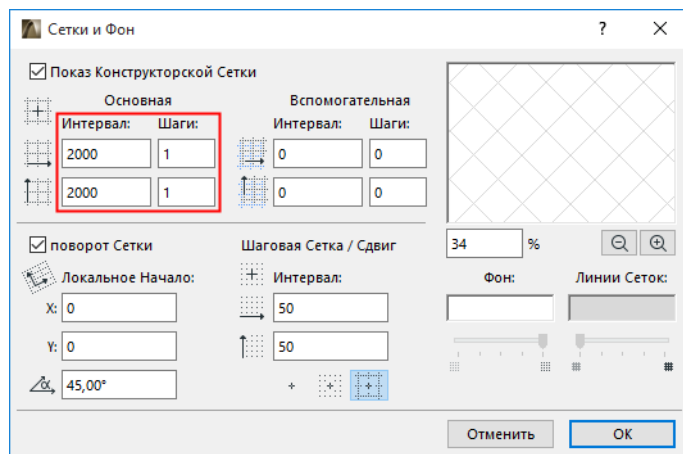 Сетки и Фон ?
Показ Конструкторской Сетки
Основная Вспомогательная
Интервал: Шаги: Интервал: Шаги:
2000 1 0 0
2000 1 0 0
поворот Сетки Шаговая Сетка / Сдвиг 34 %
Локальное Начало: Интервал: Фон: Линии Сеток:
X: 0 50
Y: 0 50
α 45,00°
Отменить OK